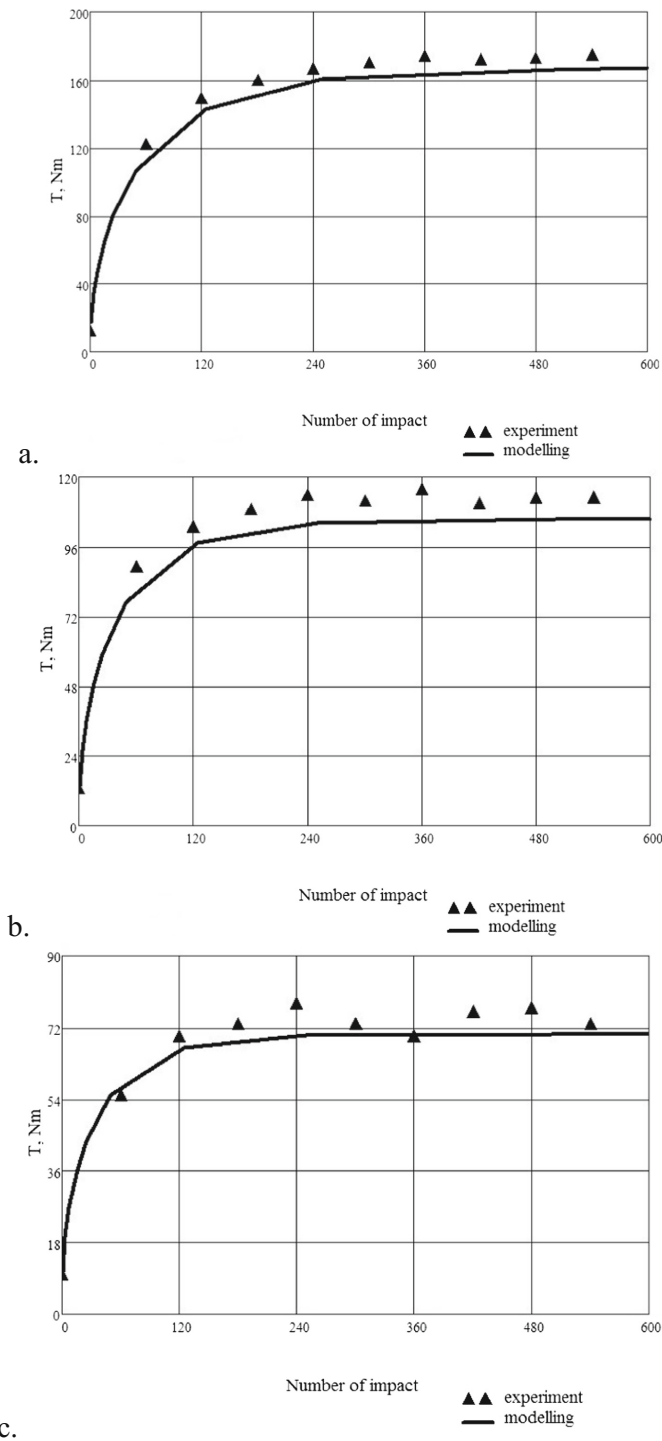 200
160
120
80
40
0
T, Nm
0 120 240 360 480 600
Number of impact
▲▲ experiment
modelling
a.
120
96
72
48
24
0
T, Nm
0 120 240 360 480 600
Number of impact
▲▲ experiment
modelling
b.
90
72
54
36
18
0
T, Nm
0 120 240 360 480 600
Number of impact
▲▲ experiment
modelling
c.